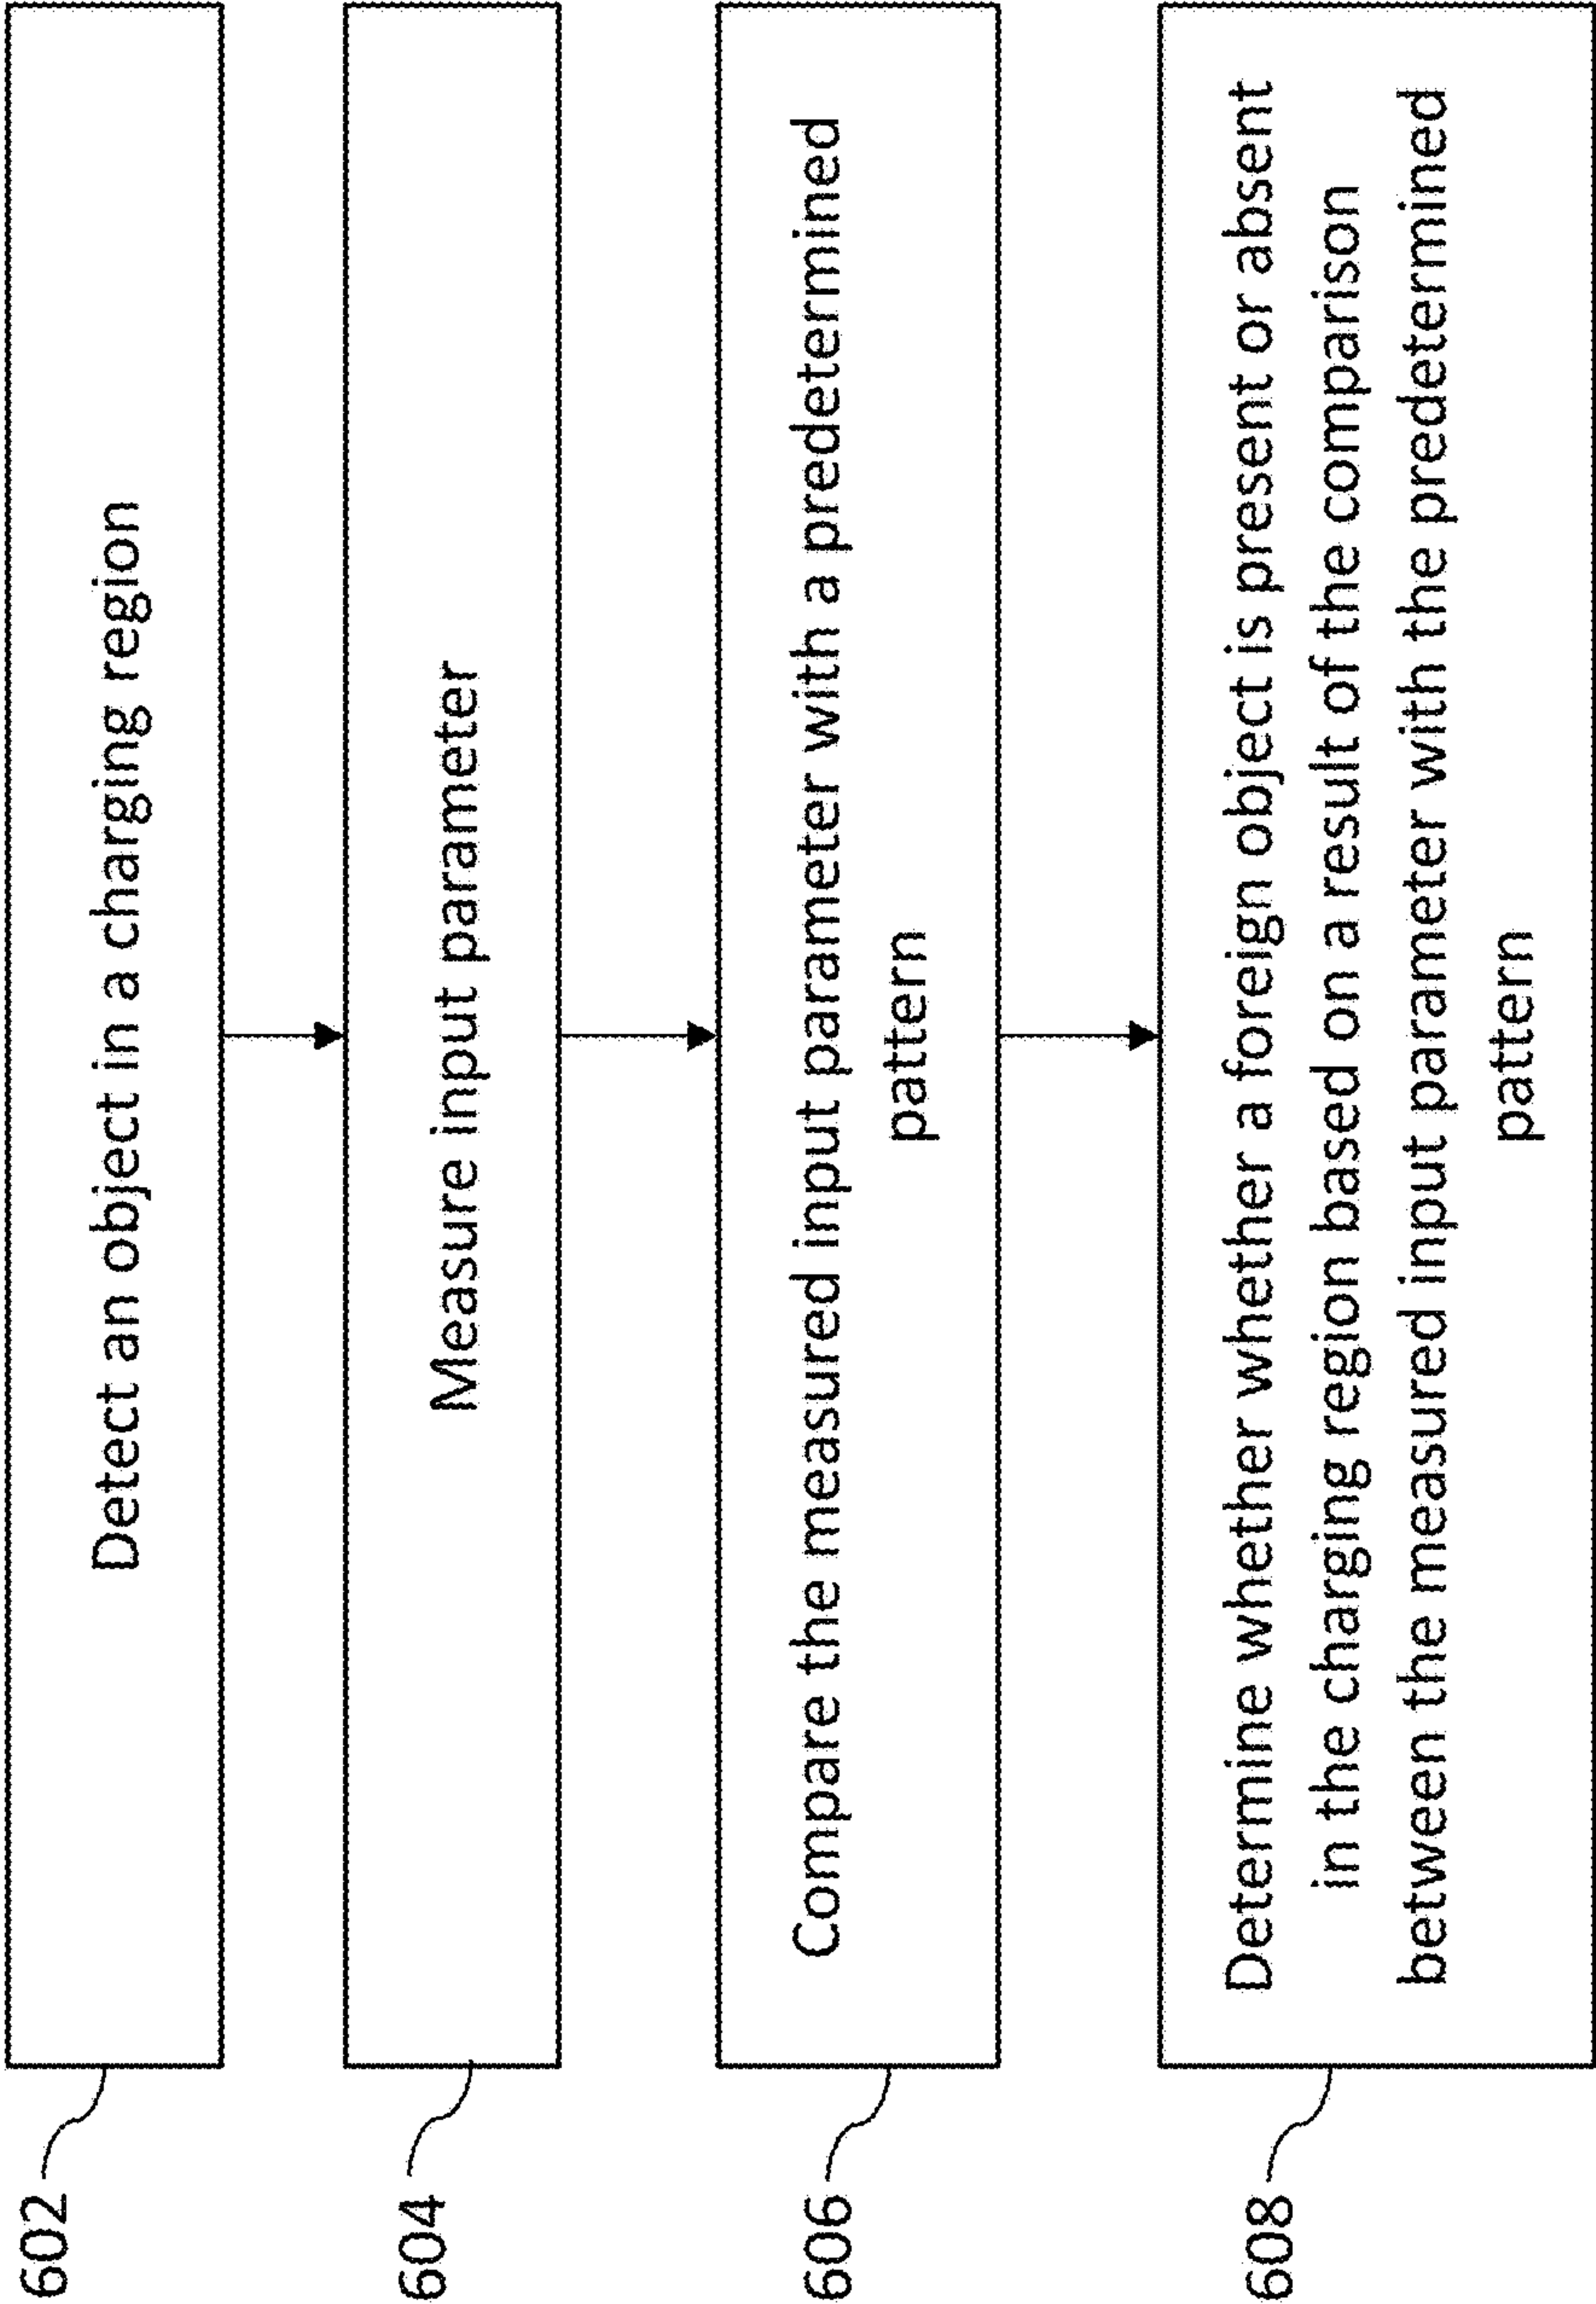 602
Detect an object in a charging region
604
Measure input parameter
606
Compare the measured input parameter with a predetermined
pattern
608
Determine whether whether a foreign object is present or absent
in the charging region based on a result of the comparison
between the measured input parameter with the predetermined
pattern